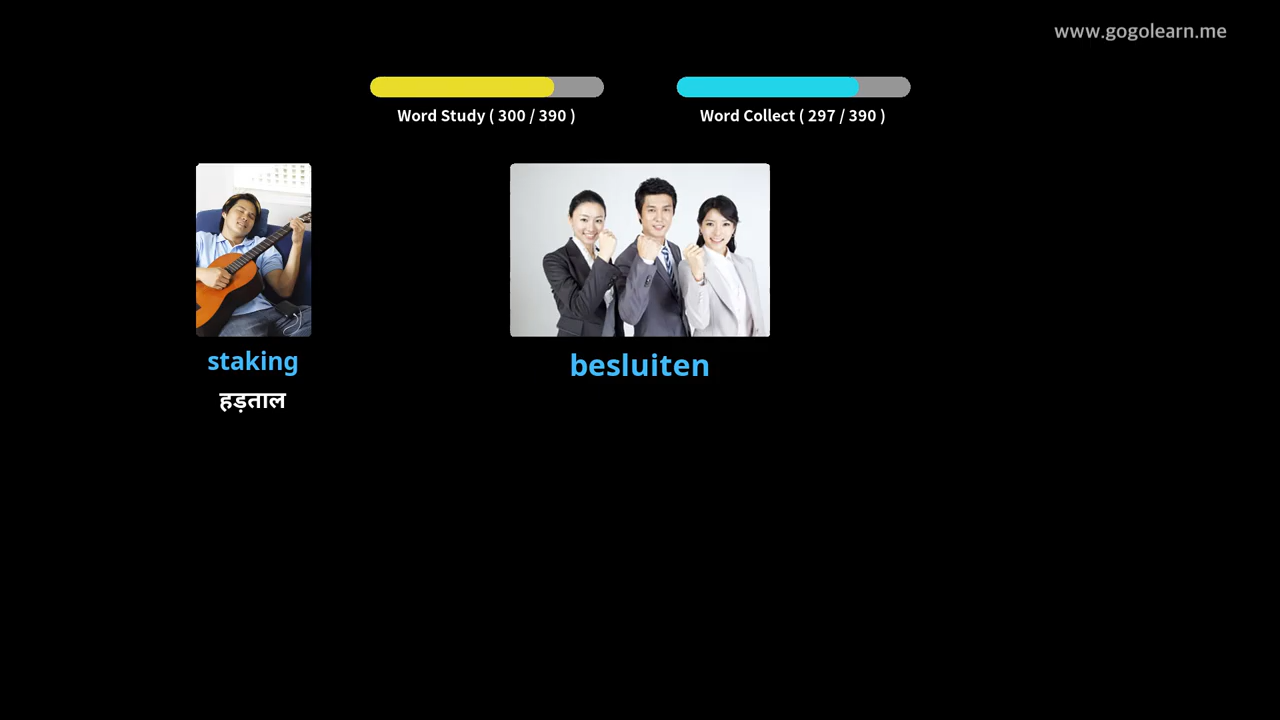 www.gogolearn.me
Word Study ( 300 / 390 )
Word Collect ( 297 / 390 )
staking
हड़ताल
besluiten